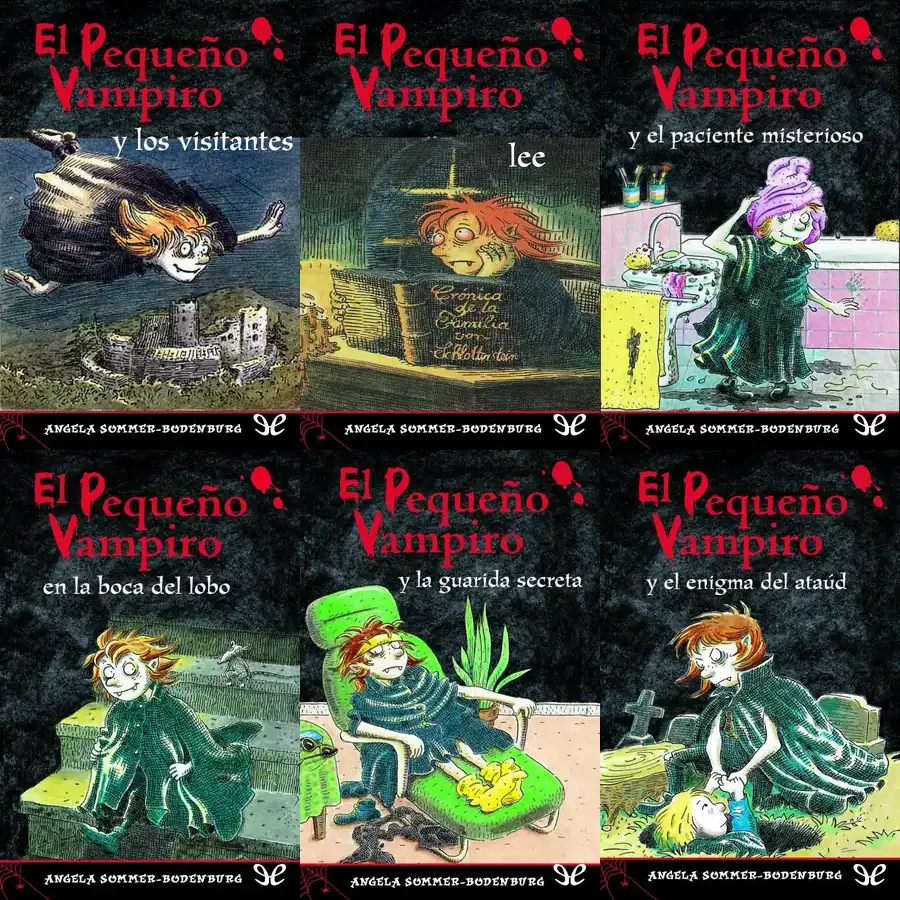 El Pequeño
Vampiro
y los visitantes
ANGELA SOMMER-BODENBURG
El Pequeño
Vampiro
lee
Crónica
de la
Familia
von
Schlotterstein
ANGELA SOMMER-BODENBURG
El Pequeño
Vampiro
y el paciente misterioso
ANGELA SOMMER-BODENBURG
El Pequeño
Vampiro
en la boca del lobo
ANGELA SOMMER-BODENBURG
El Pequeño
Vampiro
y la guarida secreta
ANGELA SOMMER-BODENBURG
El Pequeño
Vampiro
y el enigma del ataúd
ANGELA SOMMER-BODENBURG